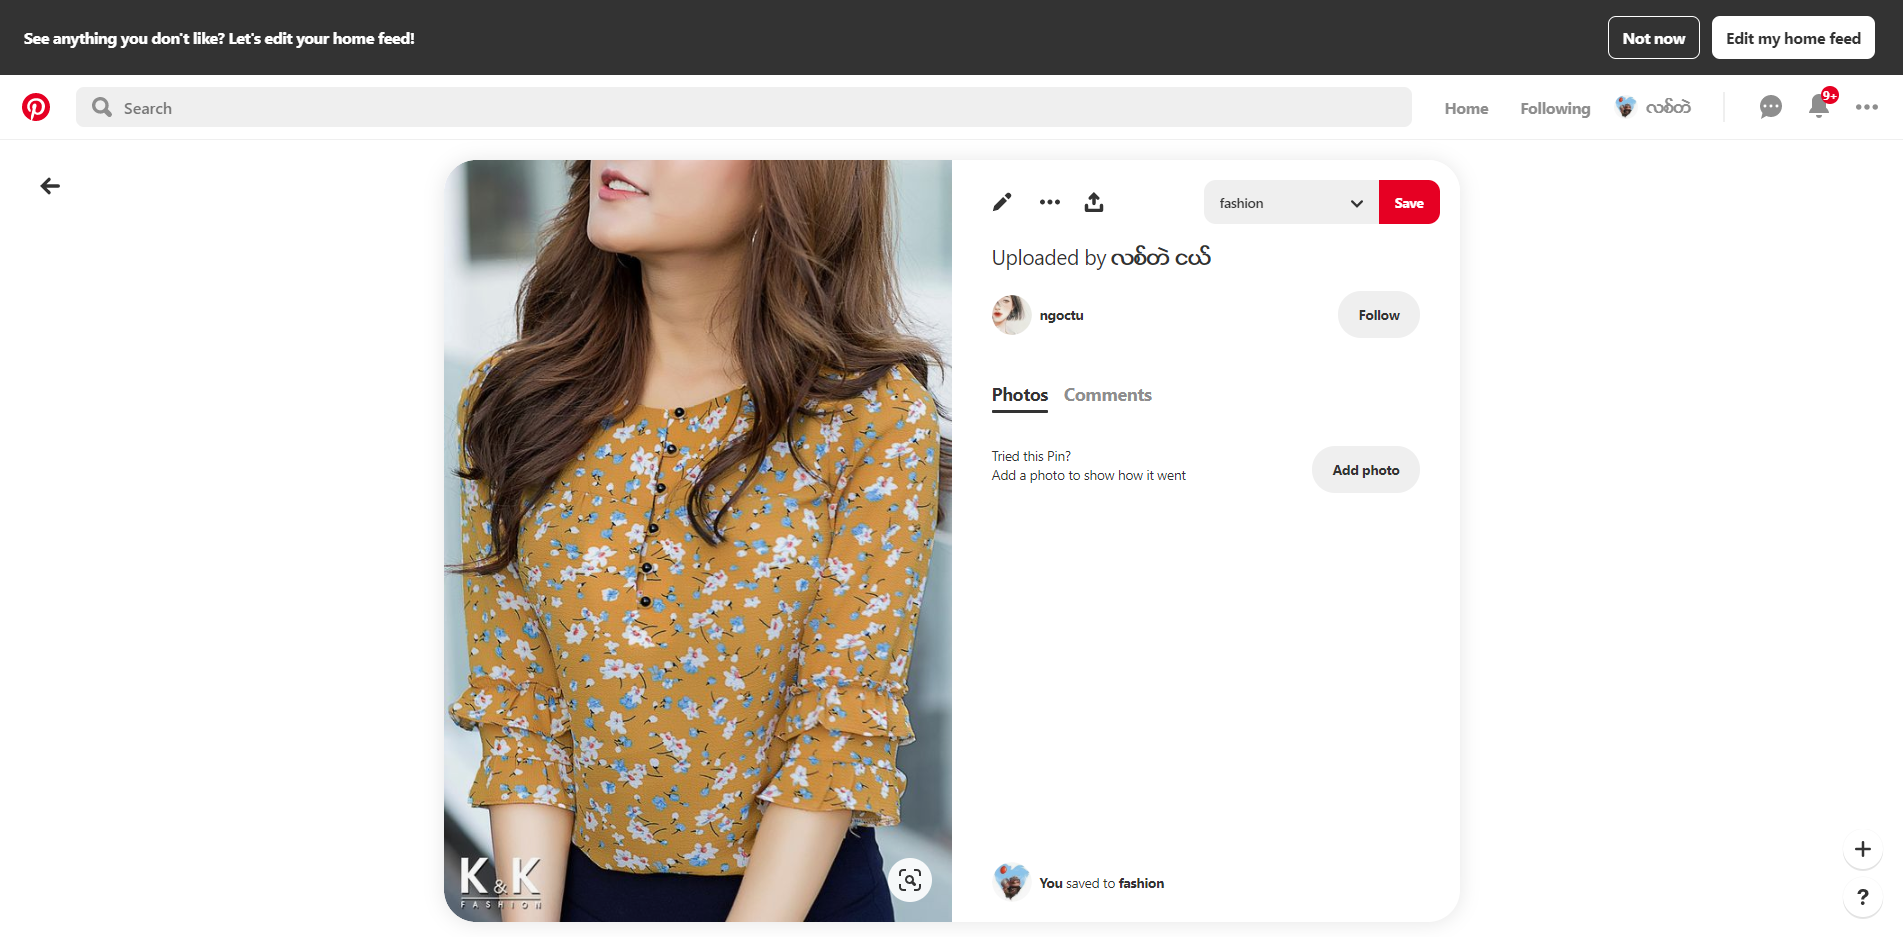 See anything you don't like? Let's edit your home feed!
Not now
Edit my home feed
Search
Home
Following
လစ်တဲ
9+
fashion
Save
Uploaded by လစ်တဲ ငယ်
ngoctu
Follow
Photos
Comments
Tried this Pin?
Add a photo to show how it went
Add photo
K&K
FASHION
You saved to fashion
?